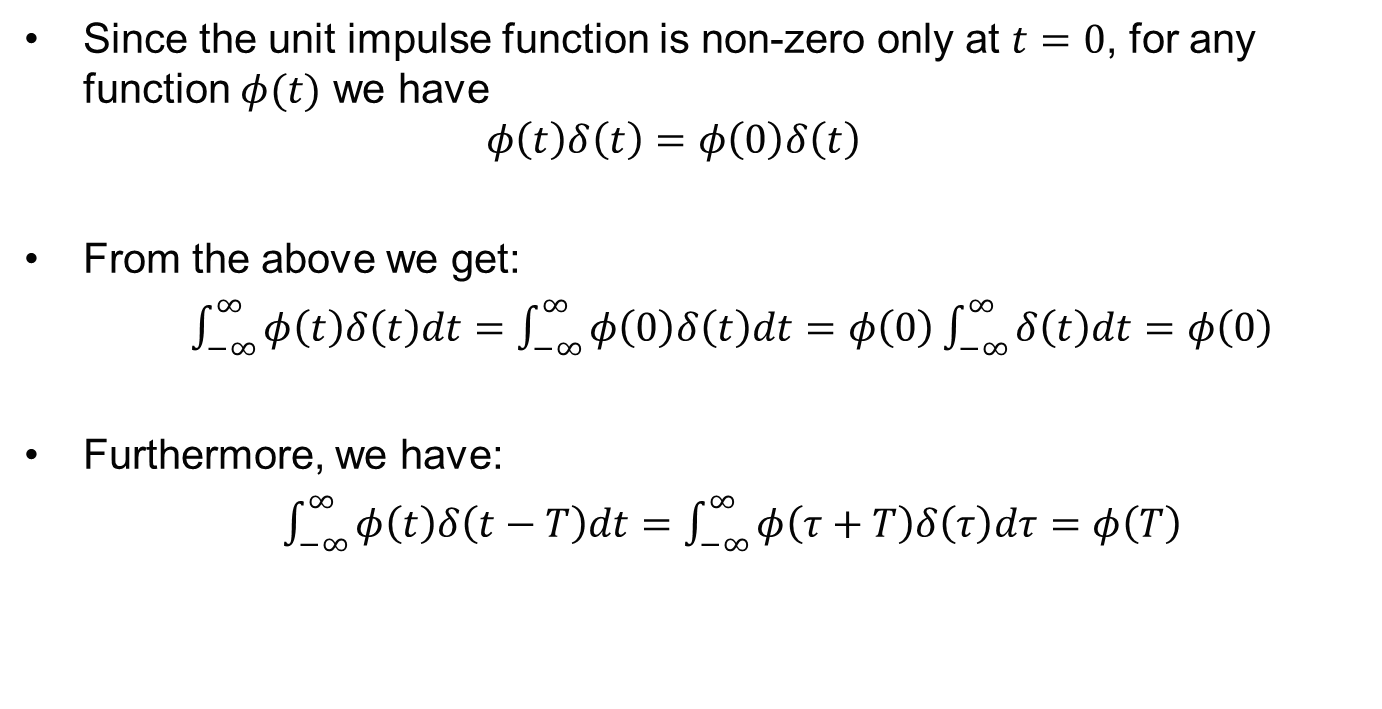 • Since the unit impulse function is non-zero only at 𝑡 = 0, for any
function 𝜙(𝑡) we have
𝜙(𝑡)𝛿(𝑡) = 𝜙(0)𝛿(𝑡)
• From the above we get:
∫_{−∞}^{∞} 𝜙(𝑡)𝛿(𝑡)𝑑𝑡 = ∫_{−∞}^{∞} 𝜙(0)𝛿(𝑡)𝑑𝑡 = 𝜙(0) ∫_{−∞}^{∞} 𝛿(𝑡)𝑑𝑡 = 𝜙(0)
• Furthermore, we have:
∫_{−∞}^{∞} 𝜙(𝑡)𝛿(𝑡 − 𝑇)𝑑𝑡 = ∫_{−∞}^{∞} 𝜙(𝜏 + 𝑇)𝛿(𝜏)𝑑𝜏 = 𝜙(𝑇)